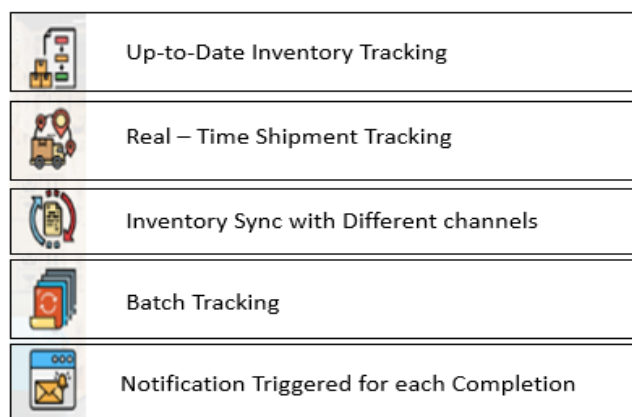 Up-to-Date Inventory Tracking
Real – Time Shipment Tracking
Inventory Sync with Different channels
Batch Tracking
Notification Triggered for each Completion